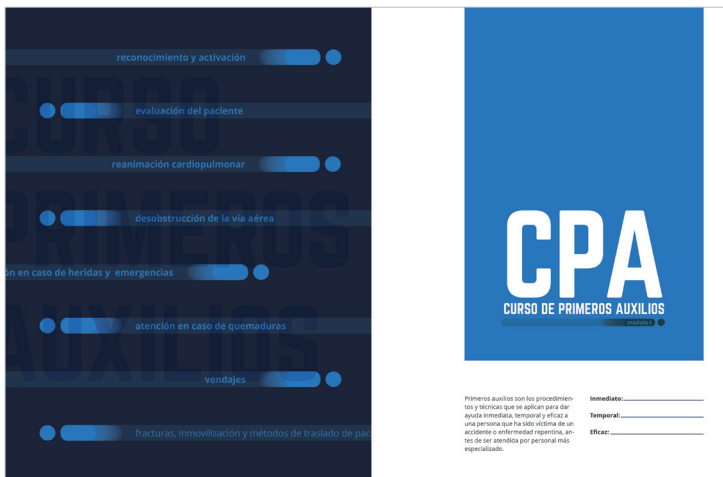 CURSO
PRIMEROS
AUXILIOS
reconocimiento y activación
evaluación del paciente
reanimación cardiopulmonar
desobstrucción de la vía aérea
ón en caso de heridas y emergencias
atención en caso de quemaduras
vendajes
fracturas, inmovilización y métodos de traslado de pac
CPA
CURSO DE PRIMEROS AUXILIOS
módulo I
Primeros auxilios son los procedimien-
tos y técnicas que se aplican para dar
ayuda inmediata, temporal y eficaz a
una persona que ha sido víctima de un
accidente o enfermedad repentina, an-
tes de ser atendida por personal más
especializado.
Inmediato:
Temporal:
Eficaz: